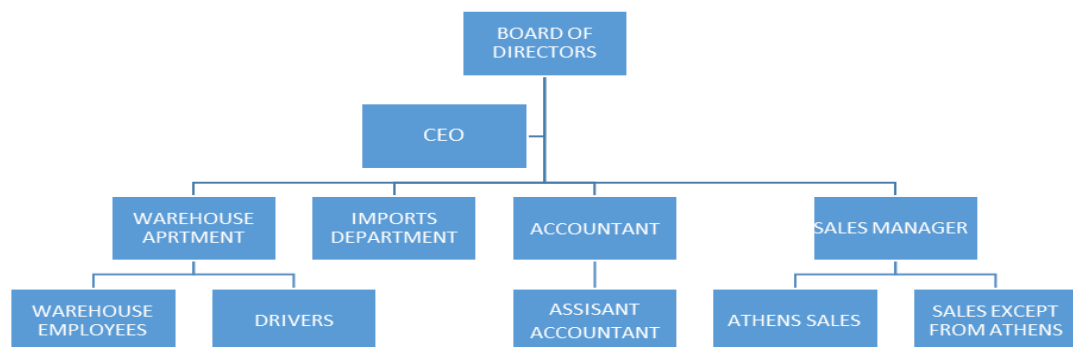 BOARD OF
DIRECTORS
CEO
WAREHOUSE
APRTMENT
IMPORTS
DEPARTMENT
ACCOUNTANT
SALES MANAGER
WAREHOUSE
EMPLOYEES
DRIVERS
ASSISANT
ACCOUNTANT
ATHENS SALES
SALES EXCEPT
FROM ATHENS